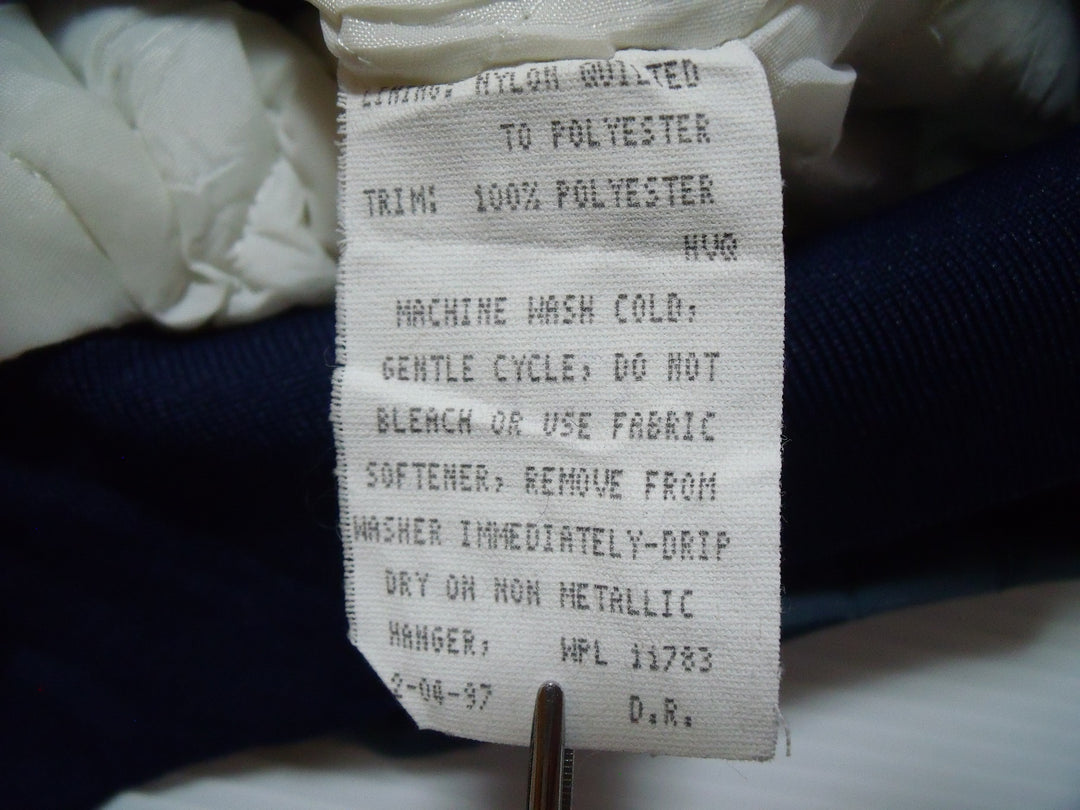 LINING: NYLON QUILTED
TO POLYESTER
TRIM: 100% POLYESTER
HVQ
MACHINE WASH COLD,
GENTLE CYCLE, DO NOT
BLEACH OR USE FABRIC
SOFTENER, REMOVE FROM
WASHER IMMEDIATELY-DRIP
DRY ON NON METALLIC
HANGER, WPL 11783
2-04-97 D.R.